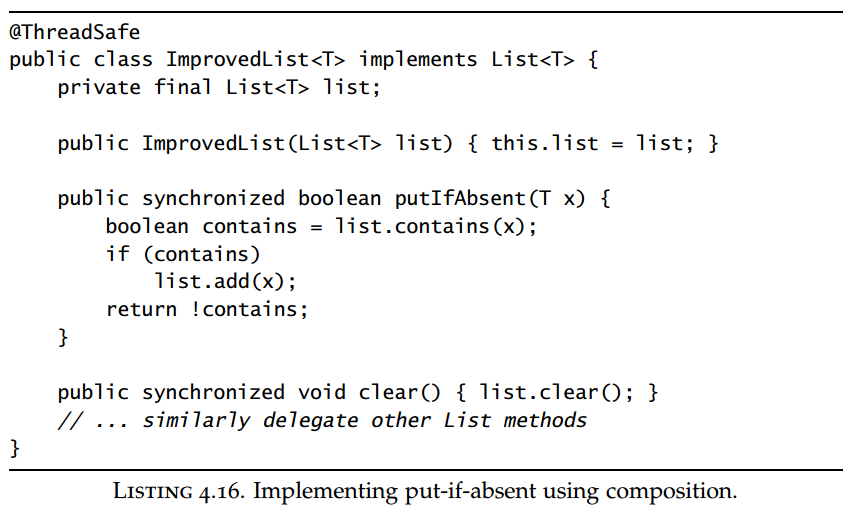 @ThreadSafe
public class ImprovedList<T> implements List<T> {
    private final List<T> list;

    public ImprovedList(List<T> list) { this.list = list; }

    public synchronized boolean putIfAbsent(T x) {
        boolean contains = list.contains(x);
        if (contains)
            list.add(x);
        return !contains;
    }

    public synchronized void clear() { list.clear(); }
    // ... similarly delegate other List methods
}
LISTING 4.16. Implementing put-if-absent using composition.